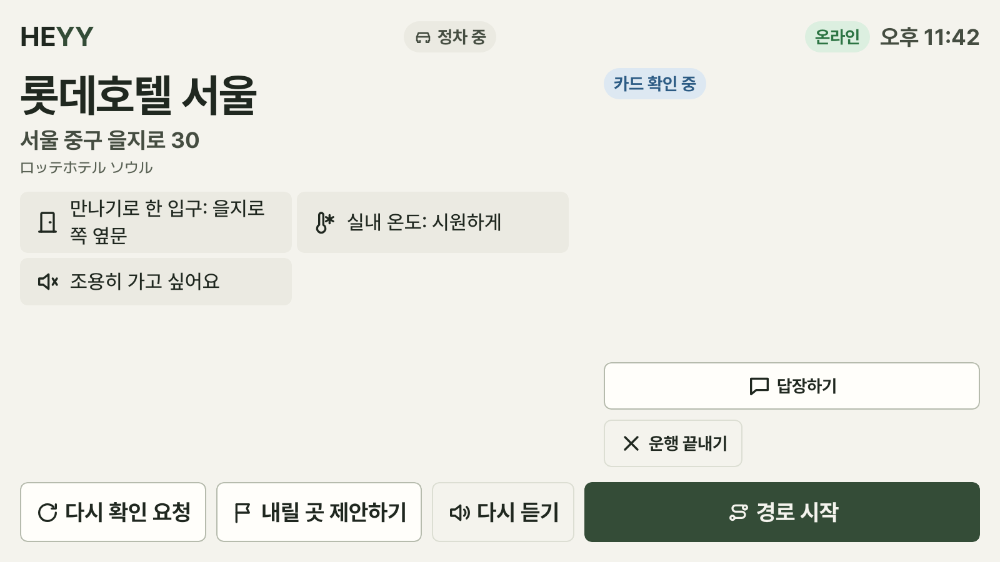 HEYY
정차 중
온라인
오후 11:42
롯데호텔 서울
카드 확인 중
서울 중구 을지로 30
ロッテホテル ソウル
만나기로 한 입구: 을지로
쪽 옆문
실내 온도: 시원하게
조용히 가고 싶어요
답장하기
운행 끝내기
다시 확인 요청
내릴 곳 제안하기
다시 듣기
경로 시작